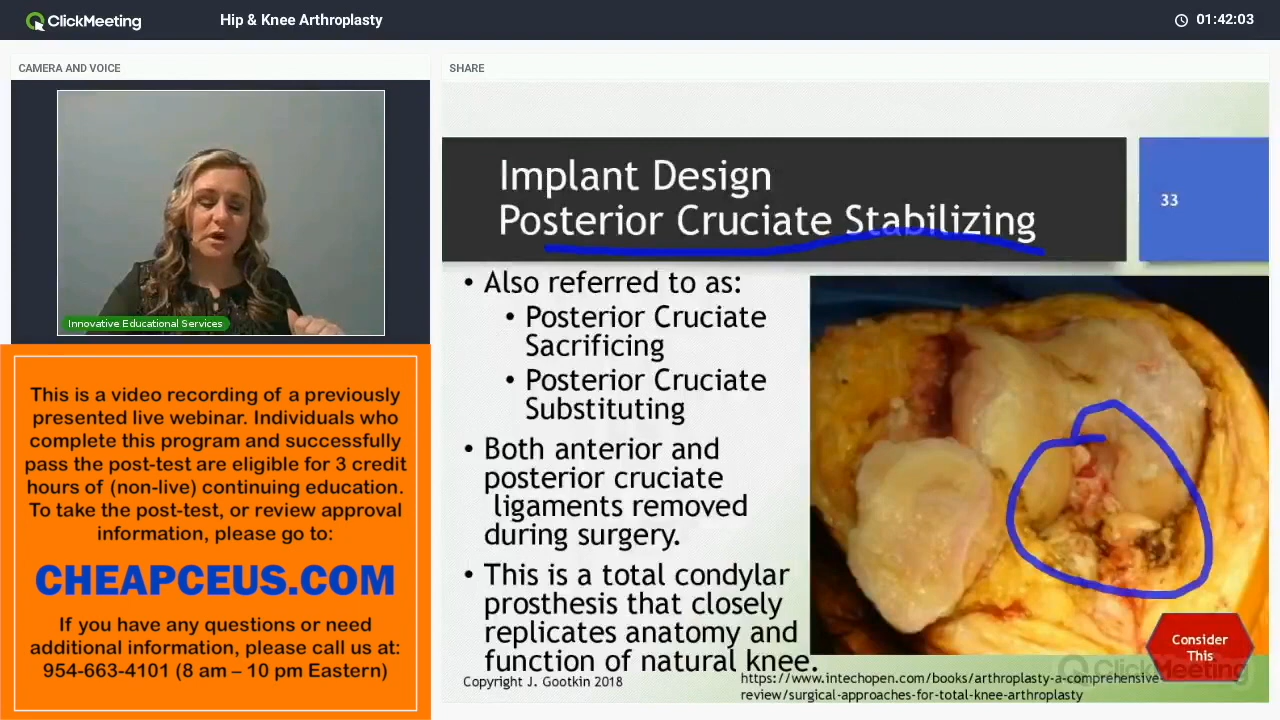 ClickMeeting
Hip & Knee Arthroplasty
01:42:03
CAMERA AND VOICE
Innovative Educational Services
This is a video recording of a previously
presented live webinar. Individuals who
complete this program and successfully
pass the post-test are eligible for 3 credit
hours of (non-live) continuing education.
To take the post-test, or review approval
information, please go to:
CHEAPCEUS.COM
If you have any questions or need
additional information, please call us at:
954-663-4101 (8 am – 10 pm Eastern)
SHARE
Implant Design
Posterior Cruciate Stabilizing
33
• Also referred to as:
• Posterior Cruciate
Sacrificing
• Posterior Cruciate
Substituting
• Both anterior and
posterior cruciate
ligaments removed
during surgery.
• This is a total condylar
prosthesis that closely
replicates anatomy and
function of natural knee.
Consider
This
ClickMeeting
Copyright J. Gootkin 2018
https://www.intechopen.com/books/arthroplasty-a-comprehensive-
review/surgical-approaches-for-total-knee-arthroplasty